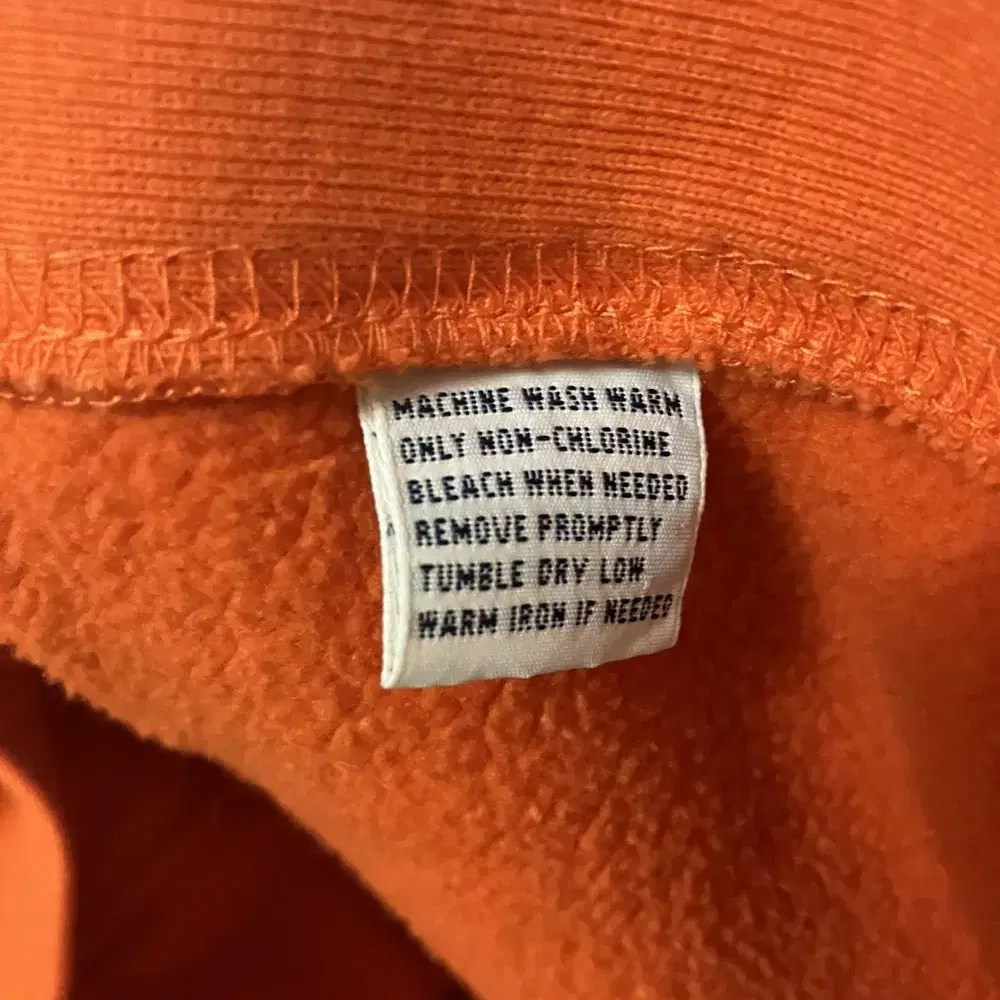 MACHINE WASH WARM
ONLY NON-CHLORINE
BLEACH WHEN NEEDED
REMOVE PROMPTLY
TUMBLE DRY LOW
WARM IRON IF NEEDED